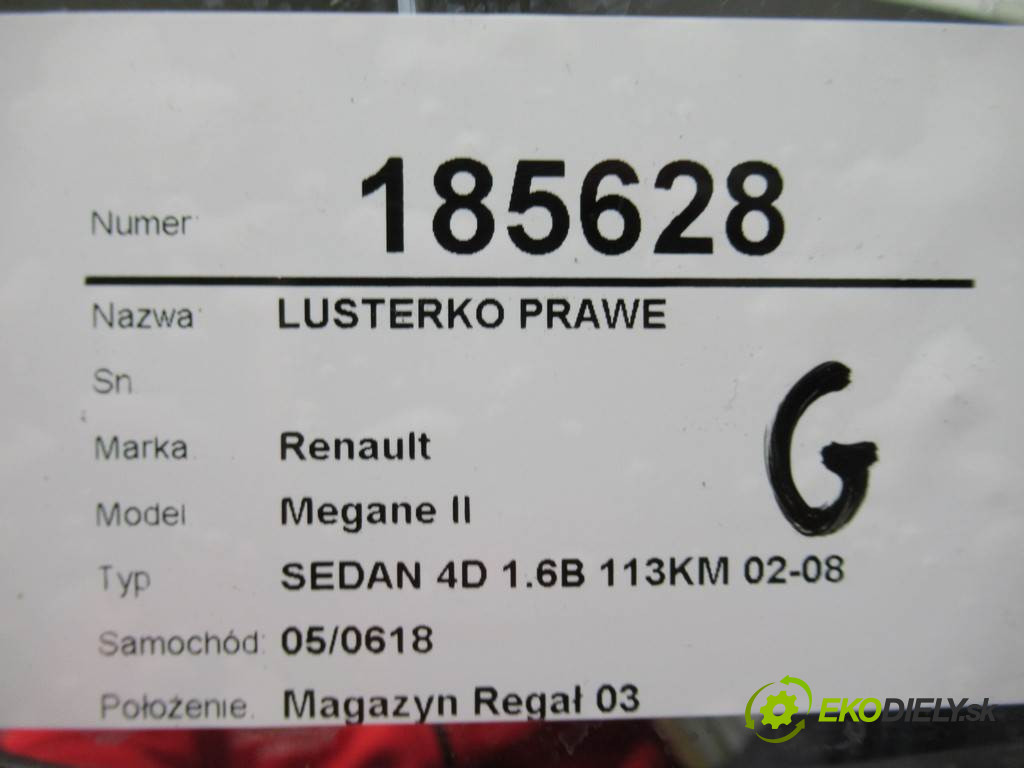 Numer: 185628
Nazwa: LUSTERKO PRAWE
Sn
Marka Renault
G
Model Megane II
Typ SEDAN 4D 1.6B 113KM 02-08
Samochód: 05/0618
Położenie. Magazyn Regał 03
EKODIELY.sk